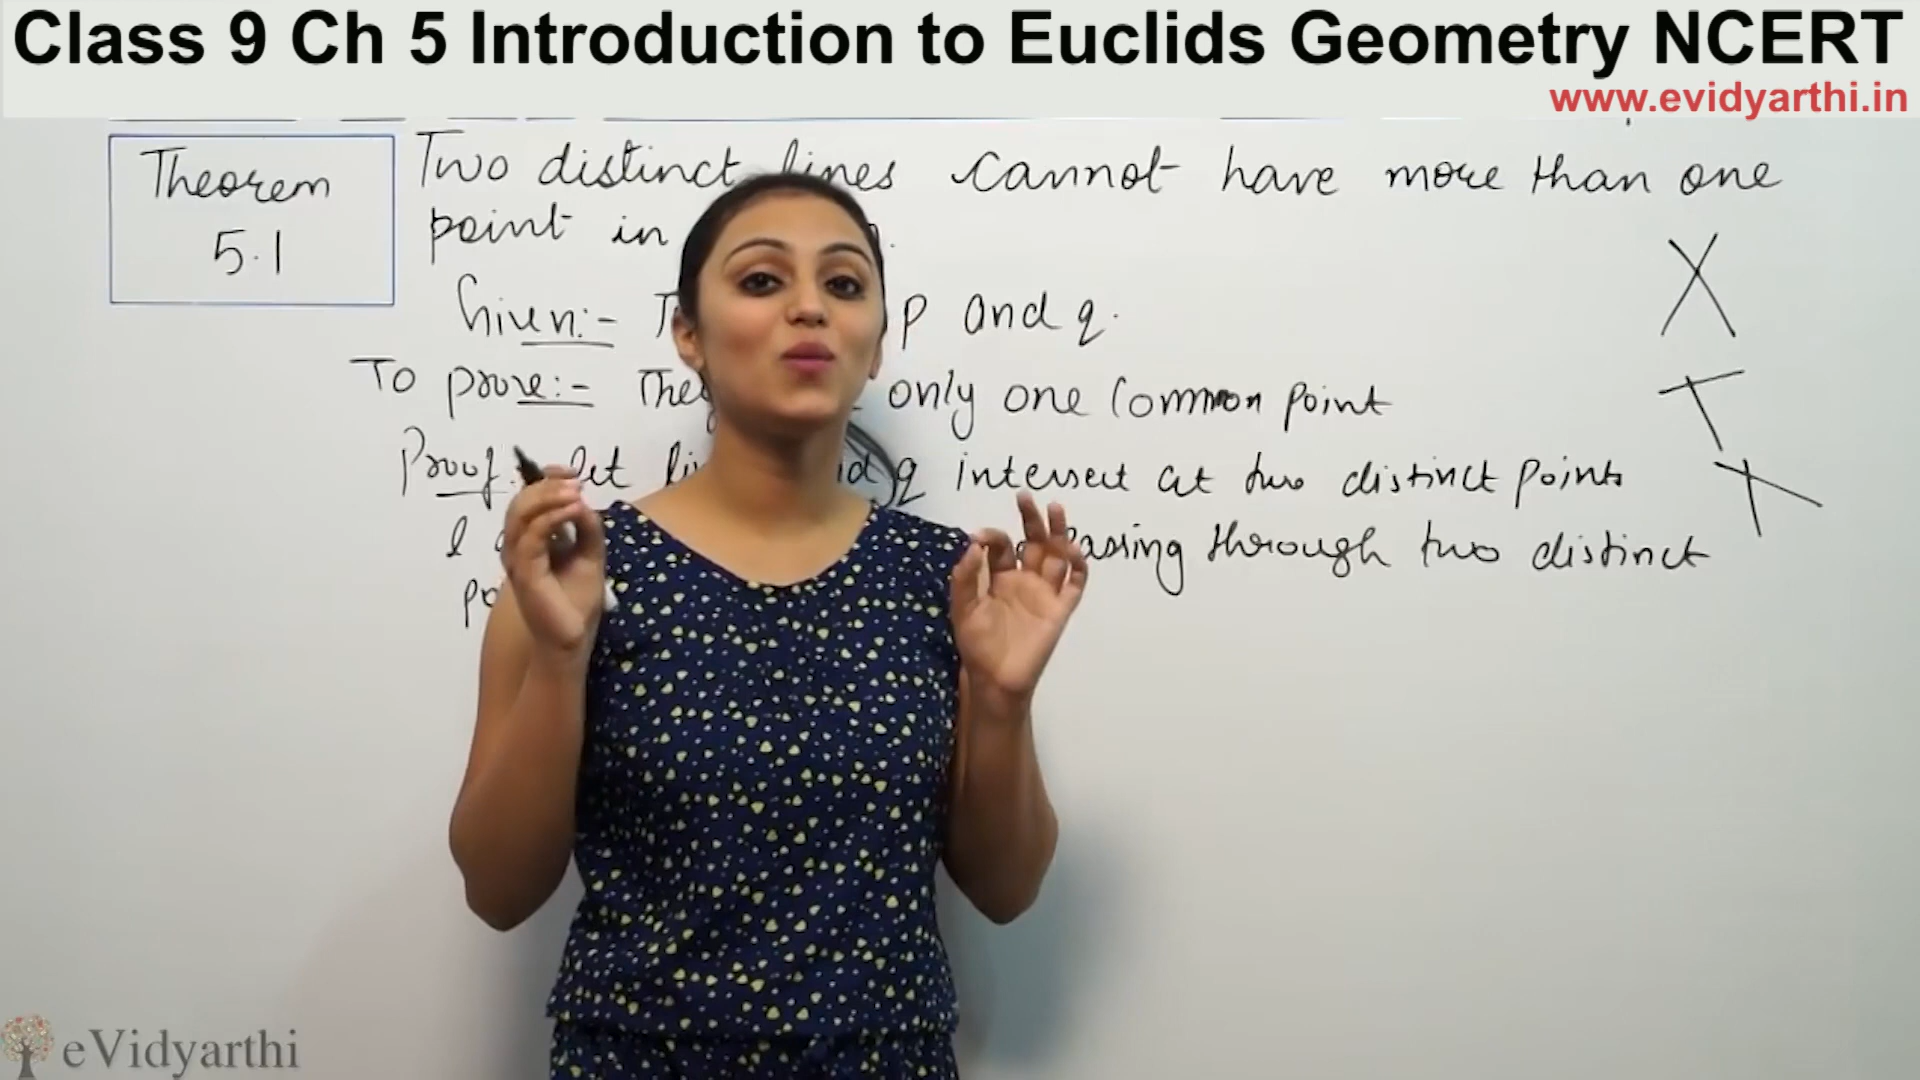 Class 9 Ch 5 Introduction to Euclids Geometry NCERT
www.evidyarthi.in
Theorem
5.1
Two distinct lines cannot have more than one
point in
Given:- p and q.
To prove:- only one Common point
Proof: let q intersect at two distinct points
l passing through two distinct
eVidyarthi